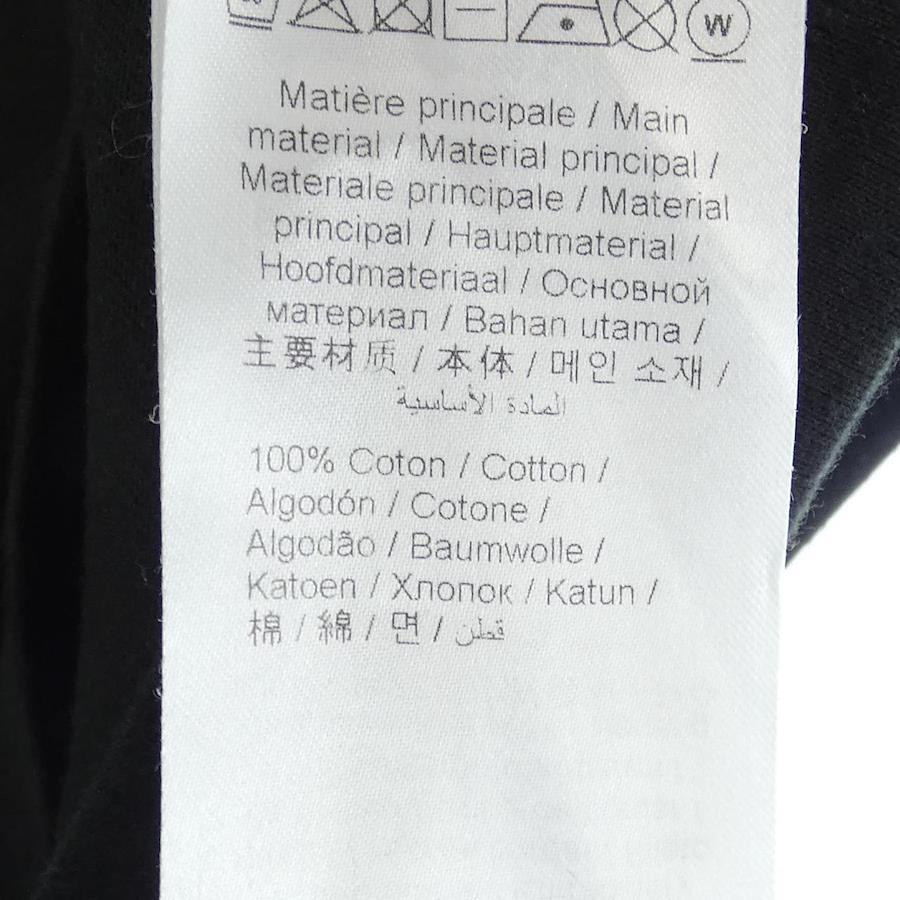 W
Matière principale / Main
material / Material principal /
Materiale principale / Material
principal / Hauptmaterial /
Hoofdmateriaal / Основной
материал / Bahan utama /
主要材质 / 本体 / 메인 소재 /
المادة الأساسية
100% Coton / Cotton /
Algodón / Cotone /
Algodão / Baumwolle /
Katoen / Хлопок / Katun /
棉 / 綿 / 면 / قطن